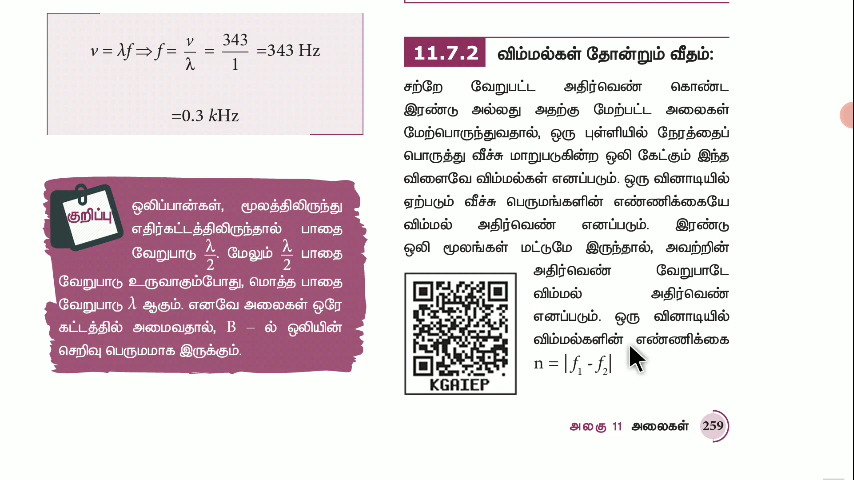 v = λf ⇒ f = v/λ = 343/1 =343 Hz
=0.3 kHz
குறிப்பு
ஒலிப்பான்கள், மூலத்திலிருந்து
எதிர்கட்டத்திலிருந்தால் பாதை
வேறுபாடு λ/2. மேலும் λ/2 பாதை
வேறுபாடு உருவாகும்போது, மொத்த பாதை
வேறுபாடு λ ஆகும். எனவே அலைகள் ஒரே
கட்டத்தில் அமைவதால், B – ல் ஒலியின்
செறிவு பெருமமாக இருக்கும்.
11.7.2 விம்மல்கள் தோன்றும் வீதம்:
சற்றே வேறுபட்ட அதிர்வெண் கொண்ட
இரண்டு அல்லது அதற்கு மேற்பட்ட அலைகள்
மேற்பொருந்துவதால், ஒரு புள்ளியில் நேரத்தைப்
பொருத்து வீச்சு மாறுபடுகின்ற ஒலி கேட்கும் இந்த
விளைவே விம்மல்கள் எனப்படும். ஒரு வினாடியில்
ஏற்படும் வீச்சு பெருமங்களின் எண்ணிக்கையே
விம்மல் அதிர்வெண் எனப்படும். இரண்டு
ஒலி மூலங்கள் மட்டுமே இருந்தால், அவற்றின்
அதிர்வெண் வேறுபாடே
விம்மல் அதிர்வெண்
எனப்படும். ஒரு வினாடியில்
விம்மல்களின் எண்ணிக்கை
n = |f₁ - f₂|
KGAIEP
அலகு 11 அலைகள் 259